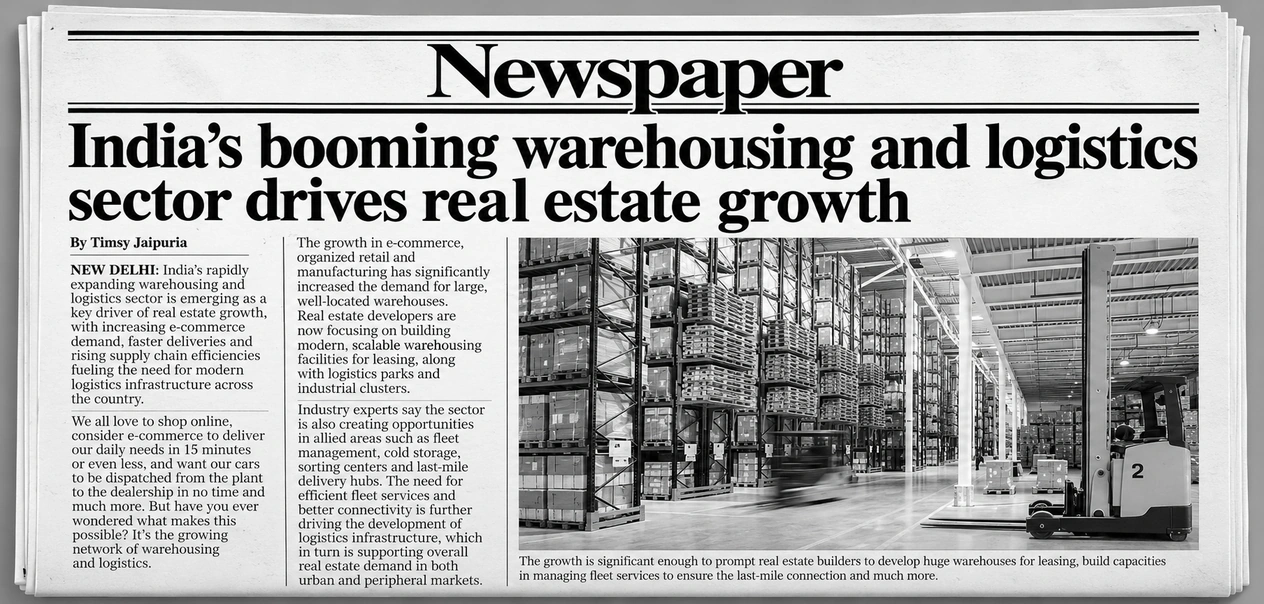 Newspaper
India's booming warehousing and logistics
sector drives real estate growth
By Timsy Jaipuria
NEW DELHI: India's rapidly
expanding warehousing and
logistics sector is emerging as a
key driver of real estate growth,
with increasing e-commerce
demand, faster deliveries and
rising supply chain efficiencies
fueling the need for modern
logistics infrastructure across
the country.
We all love to shop online,
consider e-commerce to deliver
our daily needs in 15 minutes
or even less, and want our cars
to be dispatched from the plant
to the dealership in no time and
much more. But have you ever
wondered what makes this
possible? It's the growing
network of warehousing
and logistics.
The growth in e-commerce,
organized retail and
manufacturing has significantly
increased the demand for large,
well-located warehouses.
Real estate developers are
now focusing on building
modern, scalable warehousing
facilities for leasing, along
with logistics parks and
industrial clusters.
Industry experts say the sector
is also creating opportunities
in allied areas such as fleet
management, cold storage,
sorting centers and last-mile
delivery hubs. The need for
efficient fleet services and
better connectivity is further
driving the development of
logistics infrastructure, which
in turn is supporting overall
real estate demand in both
urban and peripheral markets.
2
The growth is significant enough to prompt real estate builders to develop huge warehouses for leasing, build capacities
in managing fleet services to ensure the last-mile connection and much more.